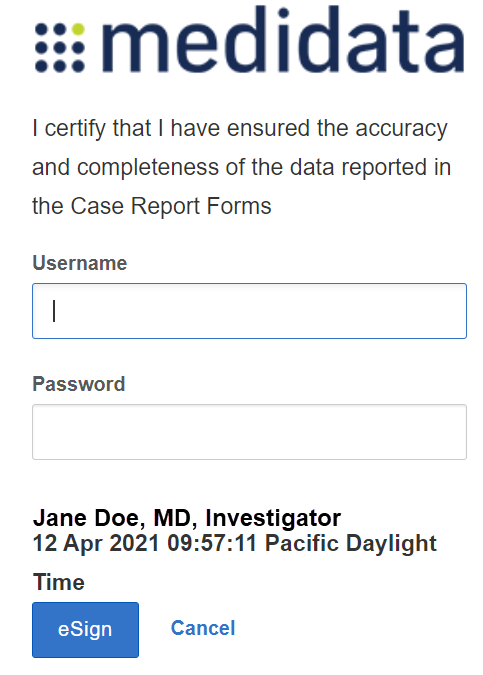 medidata
I certify that I have ensured the accuracy
and completeness of the data reported in
the Case Report Forms
Username
Password
Jane Doe, MD, Investigator
12 Apr 2021 09:57:11 Pacific Daylight
Time
eSign Cancel